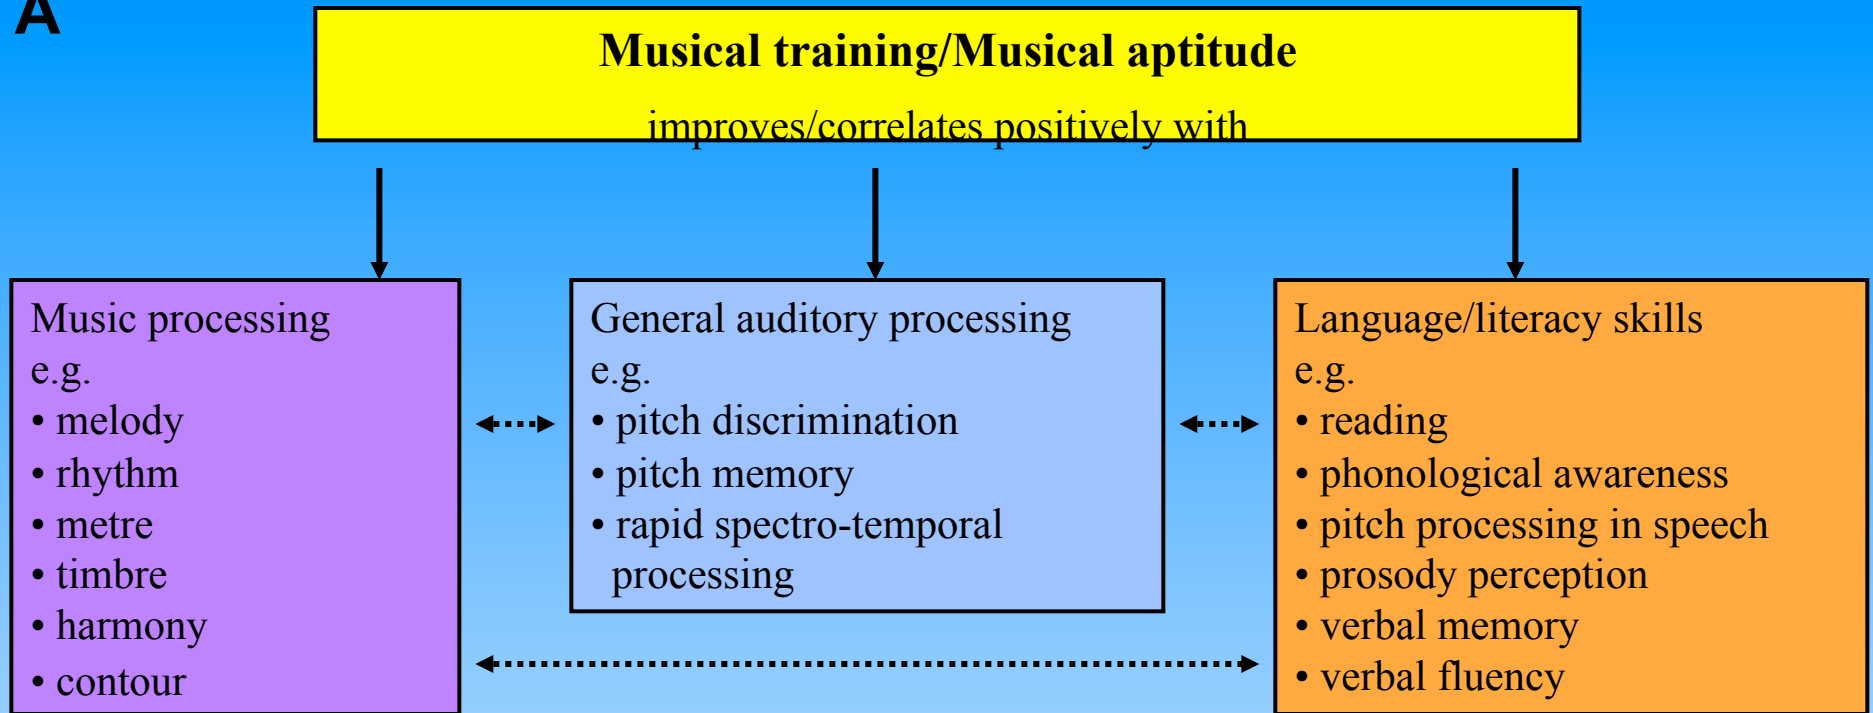 A
Musical training/Musical aptitude
improves/correlates positively with
Music processing
e.g.
• melody
• rhythm
• metre
• timbre
• harmony
• contour
General auditory processing
e.g.
• pitch discrimination
• pitch memory
• rapid spectro-temporal
processing
Language/literacy skills
e.g.
• reading
• phonological awareness
• pitch processing in speech
• prosody perception
• verbal memory
• verbal fluency